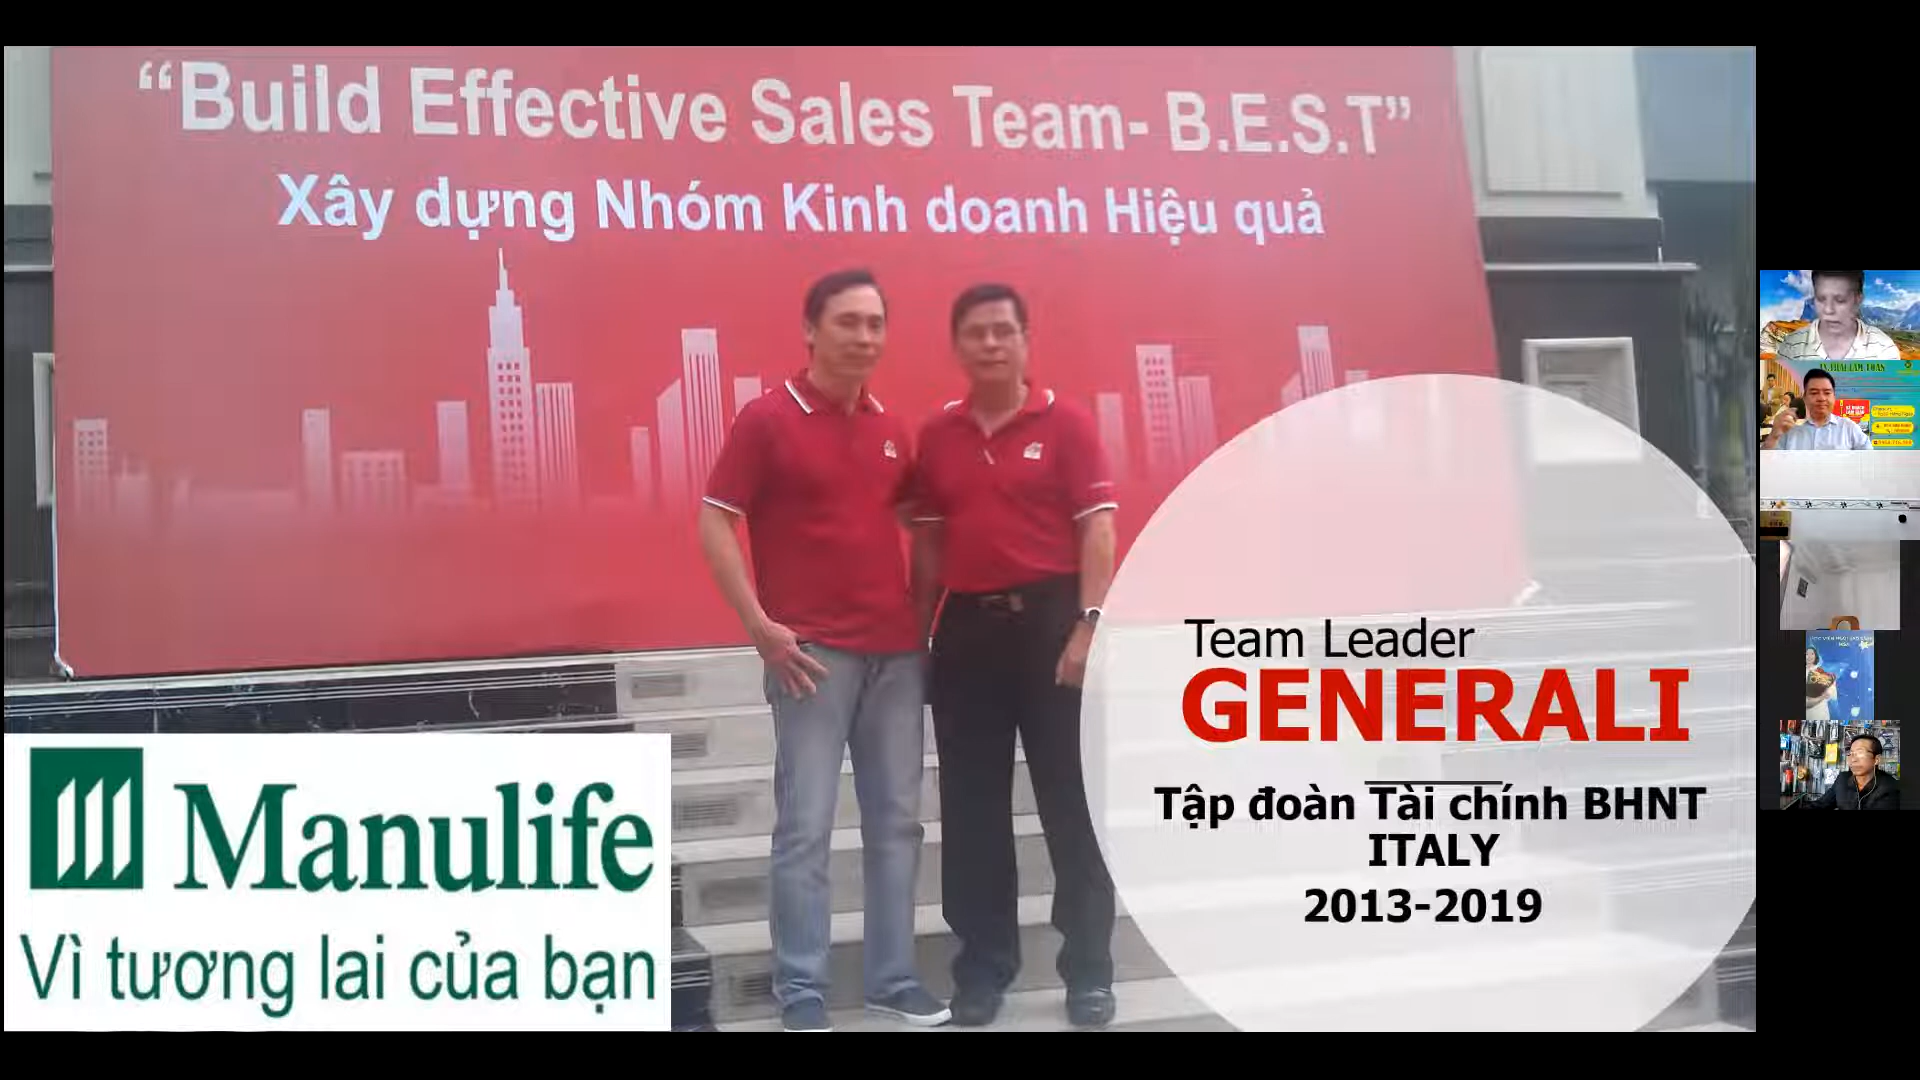 “Build Effective Sales Team- B.E.S.T”
Xây dựng Nhóm Kinh doanh Hiệu quả
Team Leader
GENERALI
Tập đoàn Tài chính BHNT
ITALY
2013-2019
Manulife
Vì tương lai của bạn